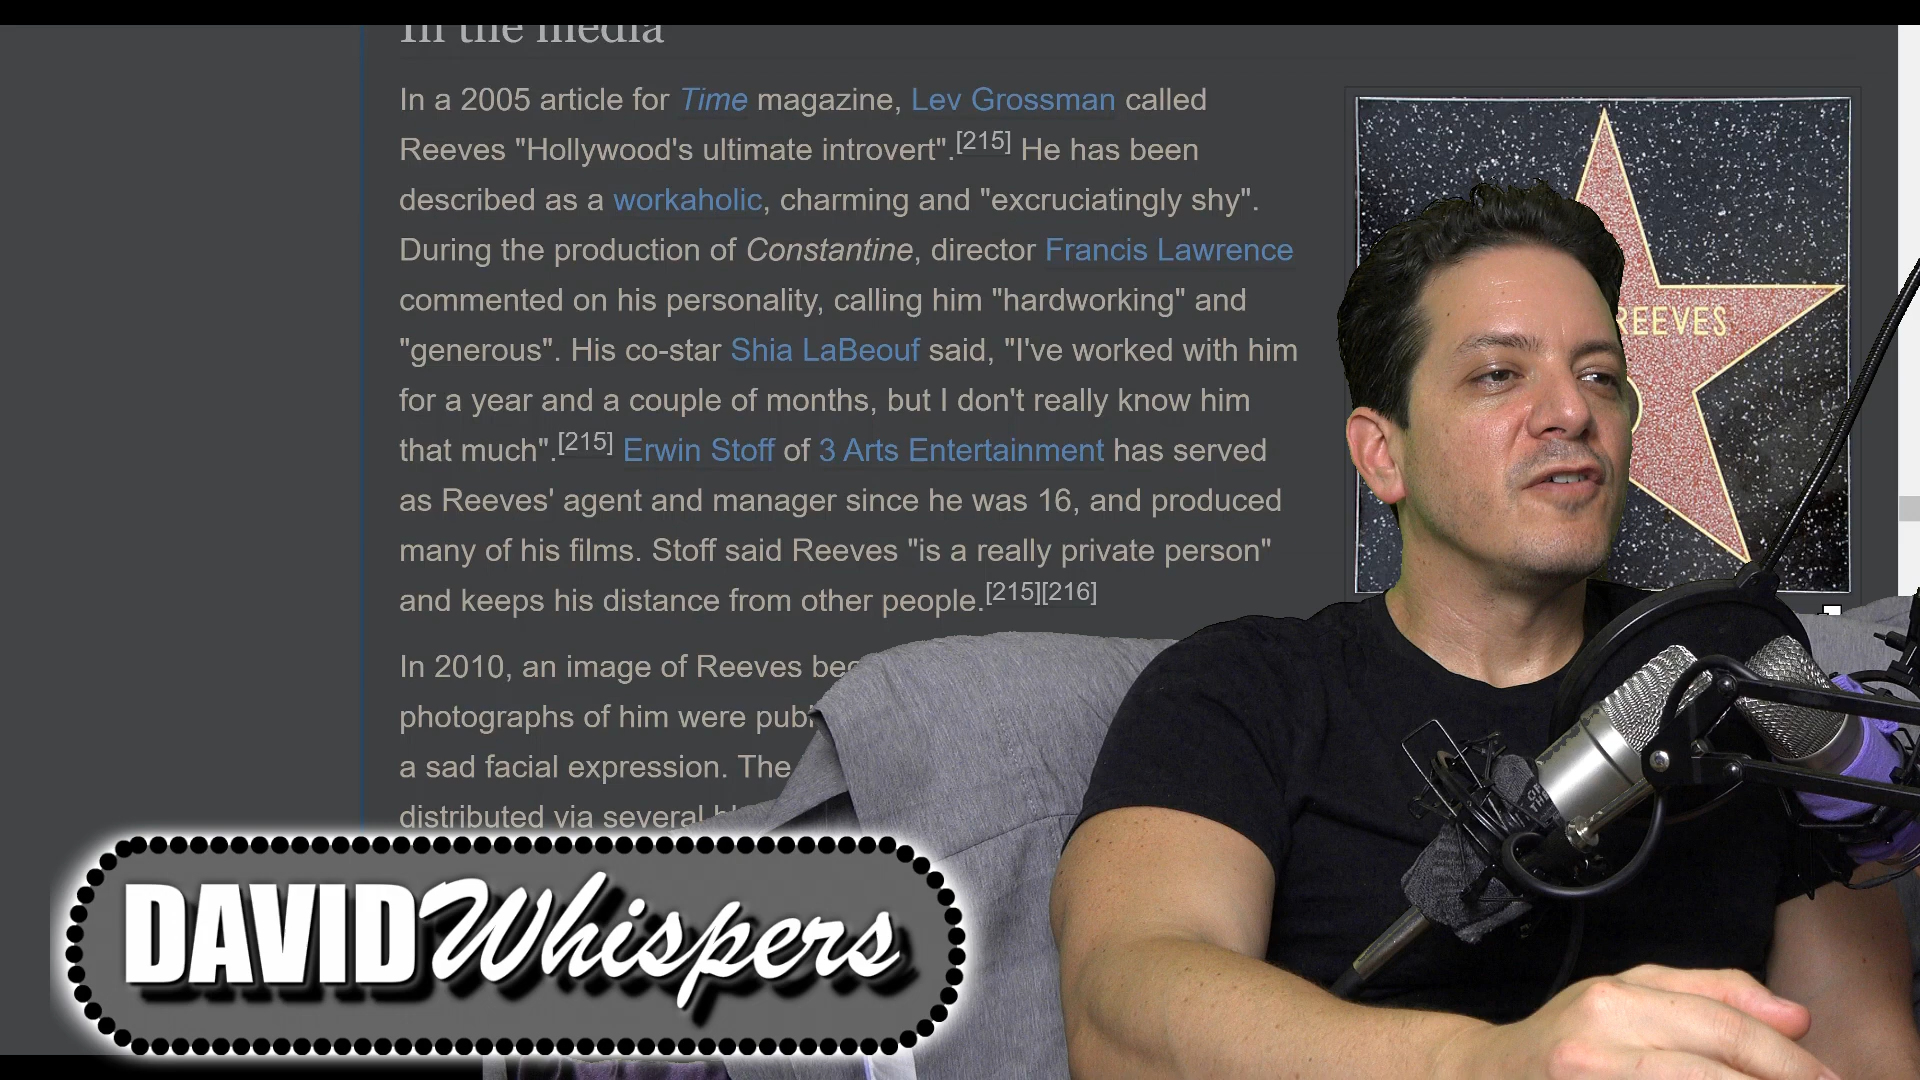 In the media
In a 2005 article for Time magazine, Lev Grossman called
Reeves "Hollywood's ultimate introvert".[215] He has been
described as a workaholic, charming and "excruciatingly shy".
During the production of Constantine, director Francis Lawrence
commented on his personality, calling him "hardworking" and
"generous". His co-star Shia LaBeouf said, "I've worked with him
for a year and a couple of months, but I don't really know him
that much".[215] Erwin Stoff of 3 Arts Entertainment has served
as Reeves' agent and manager since he was 16, and produced
many of his films. Stoff said Reeves "is a really private person"
and keeps his distance from other people.[215][216]
In 2010, an image of Reeves
photographs of him were
a sad facial expression. The
distributed via several
REEVES
DAVID Whispers